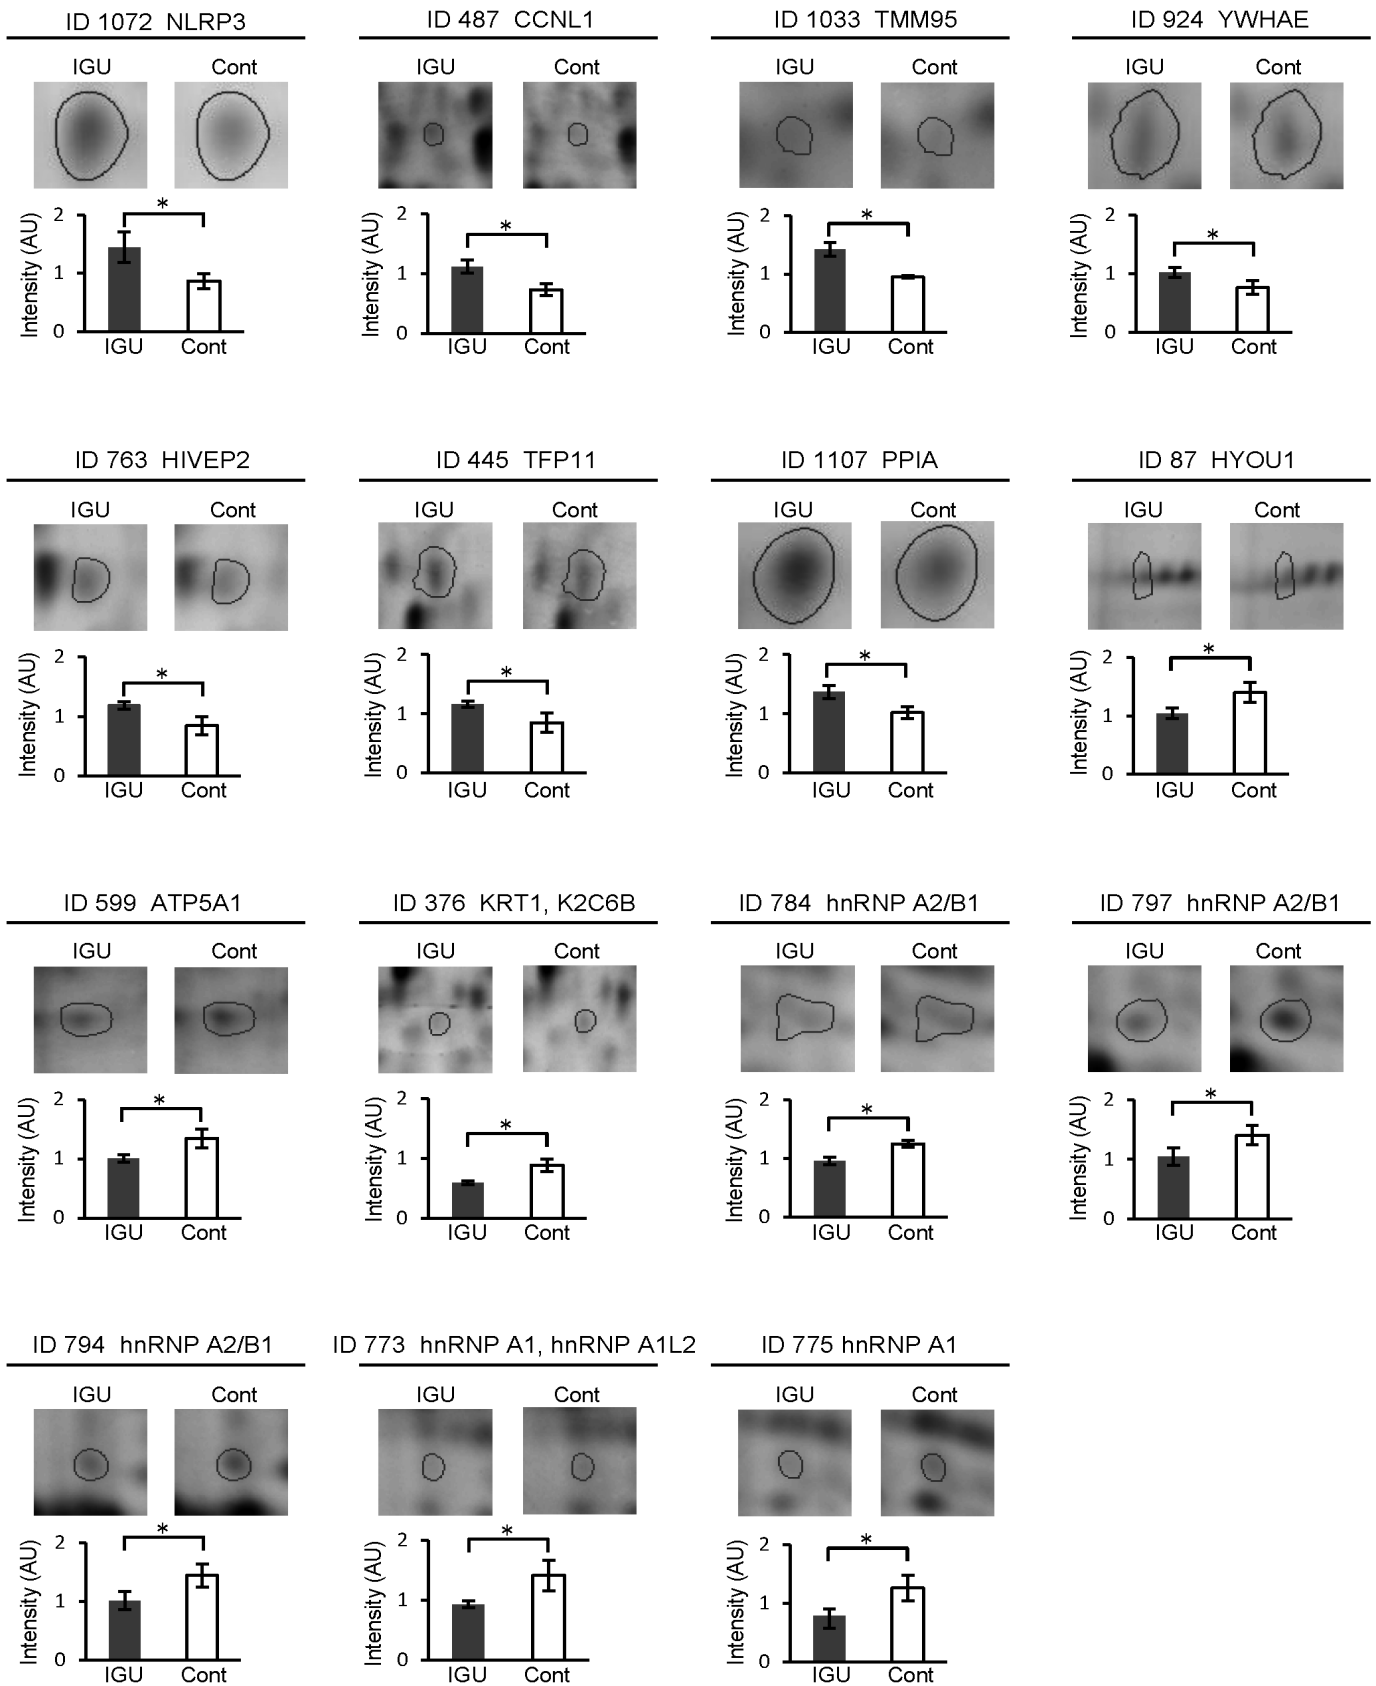 ID 1072 NLRP3
IGU Cont
*
Intensity (AU)
2
1
0
IGU Cont
ID 487 CCNL1
IGU Cont
*
Intensity (AU)
2
1
0
IGU Cont
ID 1033 TMM95
IGU Cont
*
Intensity (AU)
2
1
0
IGU Cont
ID 924 YWHAE
IGU Cont
*
Intensity (AU)
2
1
0
IGU Cont
ID 763 HIVEP2
IGU Cont
*
Intensity (AU)
2
1
0
IGU Cont
ID 445 TFP11
IGU Cont
*
Intensity (AU)
2
1
0
IGU Cont
ID 1107 PPIA
IGU Cont
*
Intensity (AU)
2
1
0
IGU Cont
ID 87 HYOU1
IGU Cont
*
Intensity (AU)
2
1
0
IGU Cont
ID 599 ATP5A1
IGU Cont
*
Intensity (AU)
2
1
0
IGU Cont
ID 376 KRT1, K2C6B
IGU Cont
*
Intensity (AU)
2
1
0
IGU Cont
ID 784 hnRNP A2/B1
IGU Cont
*
Intensity (AU)
2
1
0
IGU Cont
ID 797 hnRNP A2/B1
IGU Cont
*
Intensity (AU)
2
1
0
IGU Cont
ID 794 hnRNP A2/B1
IGU Cont
*
Intensity (AU)
2
1
0
IGU Cont
ID 773 hnRNP A1, hnRNP A1L2
IGU Cont
*
Intensity (AU)
2
1
0
IGU Cont
ID 775 hnRNP A1
IGU Cont
*
Intensity (AU)
2
1
0
IGU Cont